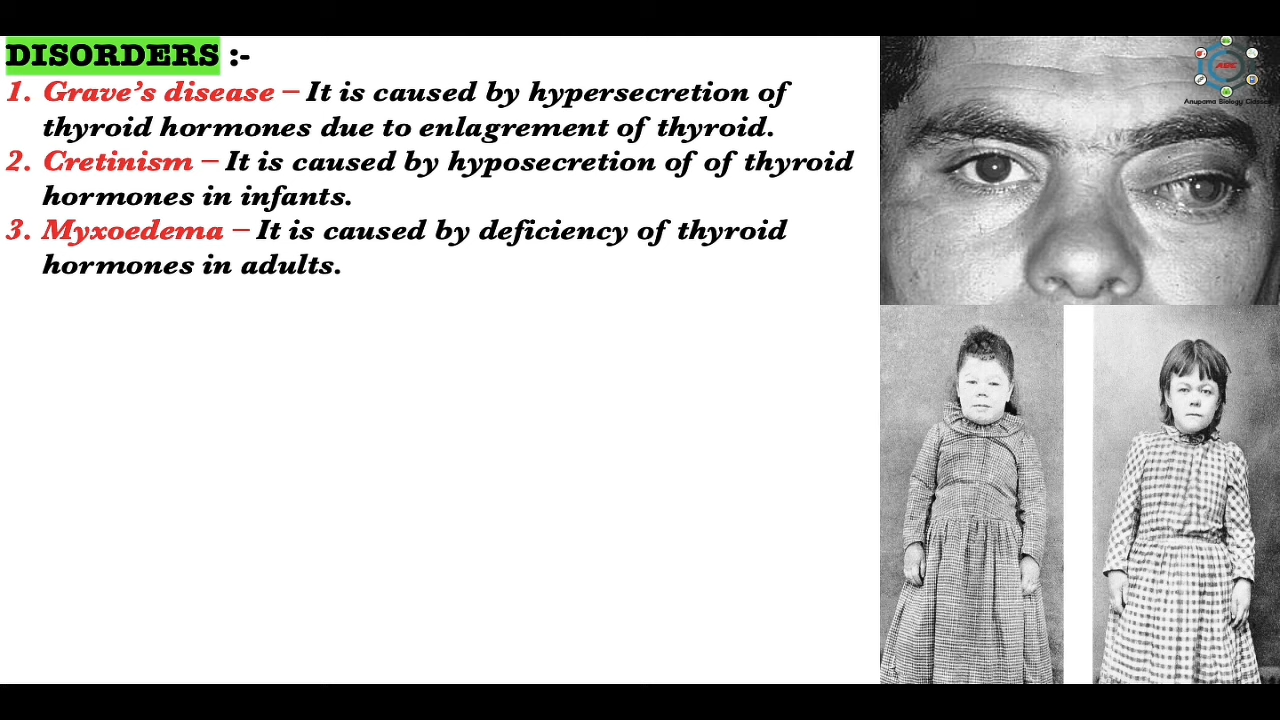 DISORDERS :-
1. Grave's disease – It is caused by hypersecretion of
thyroid hormones due to enlagrement of thyroid.
2. Cretinism – It is caused by hyposecretion of of thyroid
hormones in infants.
3. Myxoedema – It is caused by deficiency of thyroid
hormones in adults.
Anupama Biology